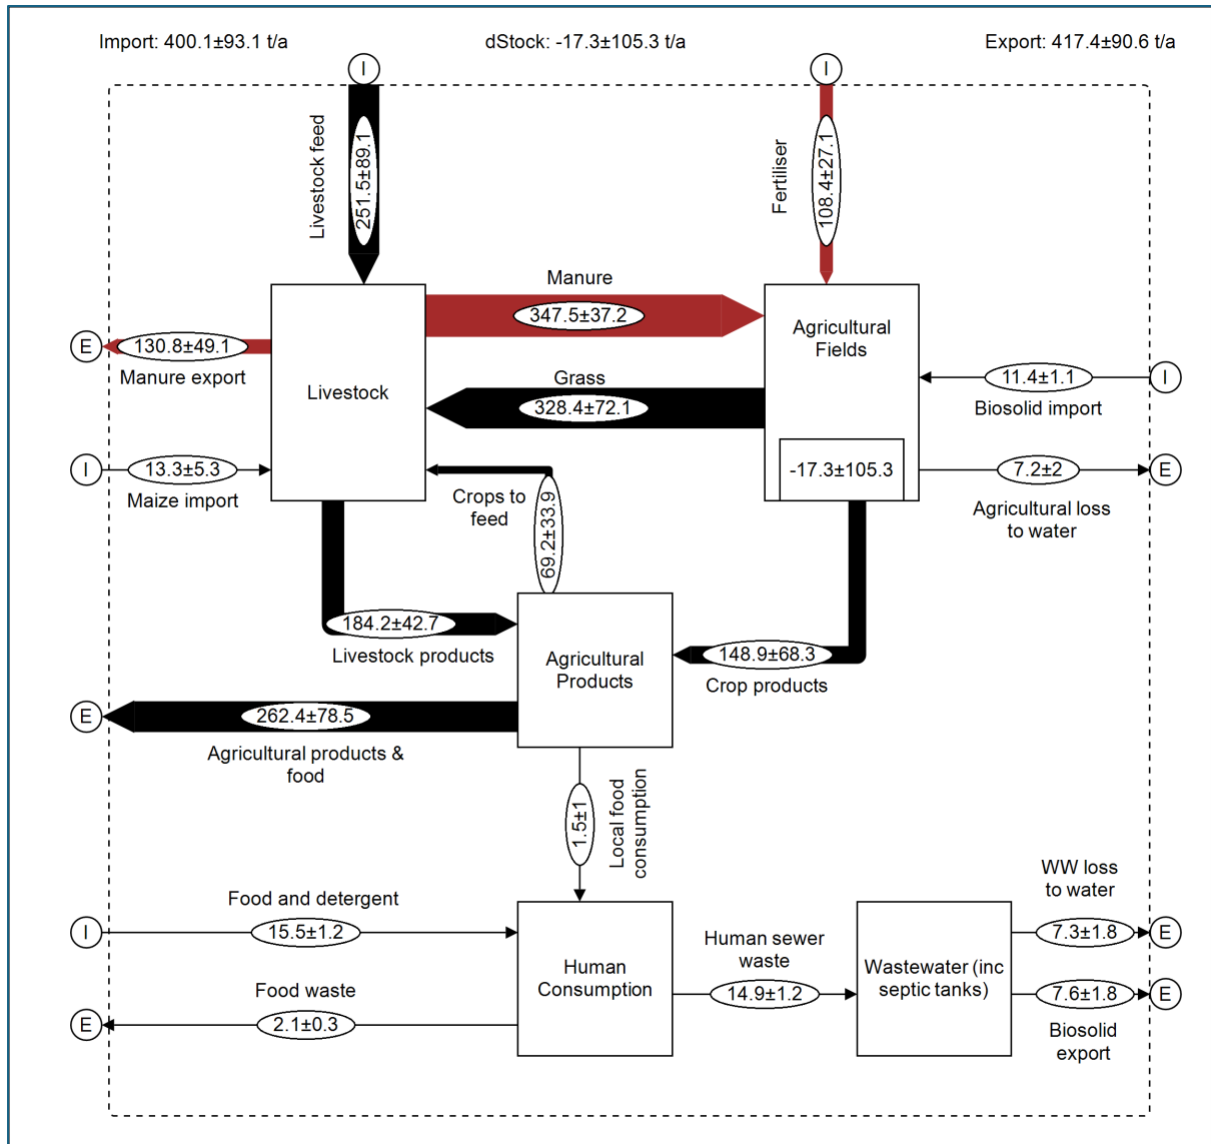 Import: 400.1±93.1 t/a
dStock: -17.3±105.3 t/a
Export: 417.4±90.6 t/a
I
I
Livestock feed
251.5±89.1
Fertiliser
108.4±27.1
Manure
347.5±37.2
Agricultural
Fields
E
130.8±49.1
Manure export
Livestock
Grass
328.4±72.1
11.4±1.1
I
Biosolid import
I
13.3±5.3
Maize import
Crops to
feed
69.2±33.9
-17.3±105.3
7.2±2
E
Agricultural loss
to water
184.2±42.7
Livestock products
Agricultural
Products
148.9±68.3
Crop products
E
262.4±78.5
Agricultural products &
food
1.5±1
Local food
consumption
Food and detergent
I
15.5±1.2
Food waste
E
2.1±0.3
Human
Consumption
Human sewer
waste
14.9±1.2
Wastewater (inc
septic tanks)
WW loss
to water
7.3±1.8
E
7.6±1.8
E
Biosolid
export